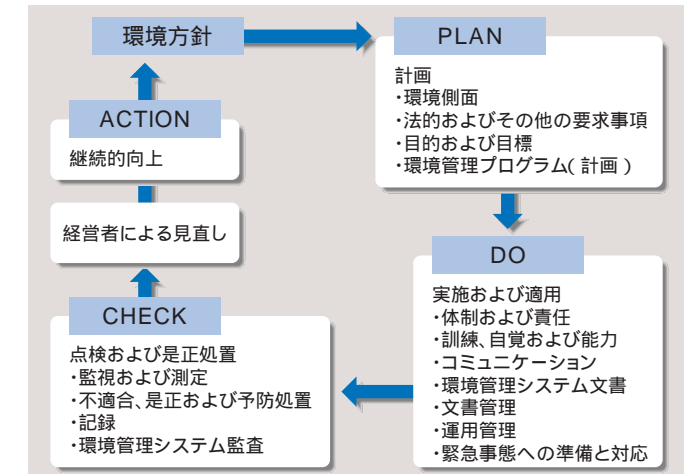 環境方針
PLAN
計画
・環境側面
・法的およびその他の要求事項
・目的および目標
・環境管理プログラム(計画)
DO
実施および適用
・体制および責任
・訓練、自覚および能力
・コミュニケーション
・環境管理システム文書
・文書管理
・運用管理
・緊急事態への準備と対応
CHECK
点検および是正処置
・監視および測定
・不適合、是正および予防処置
・記録
・環境管理システム監査
経営者による見直し
ACTION
継続的向上